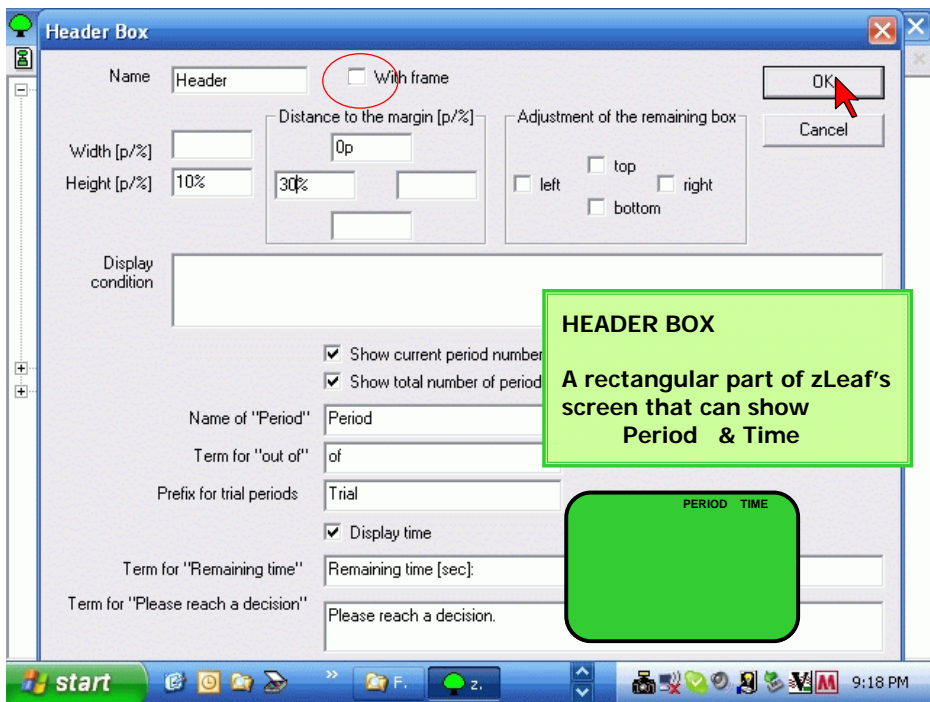 Header Box
Name Header With frame OK
Distance to the margin [p/%] Adjustment of the remaining box Cancel
Width [p/%] 0p top
Height [p/%] 10% 30% left right
bottom
Display
condition
HEADER BOX
A rectangular part of zLeaf's
screen that can show
Period & Time
Show current period number
Show total number of period
Name of "Period" Period
Term for "out of" of
Prefix for trial periods Trial
PERIOD TIME
Display time
Term for "Remaining time" Remaining time [sec]:
Term for "Please reach a decision" Please reach a decision.
start F. z. 9:18 PM